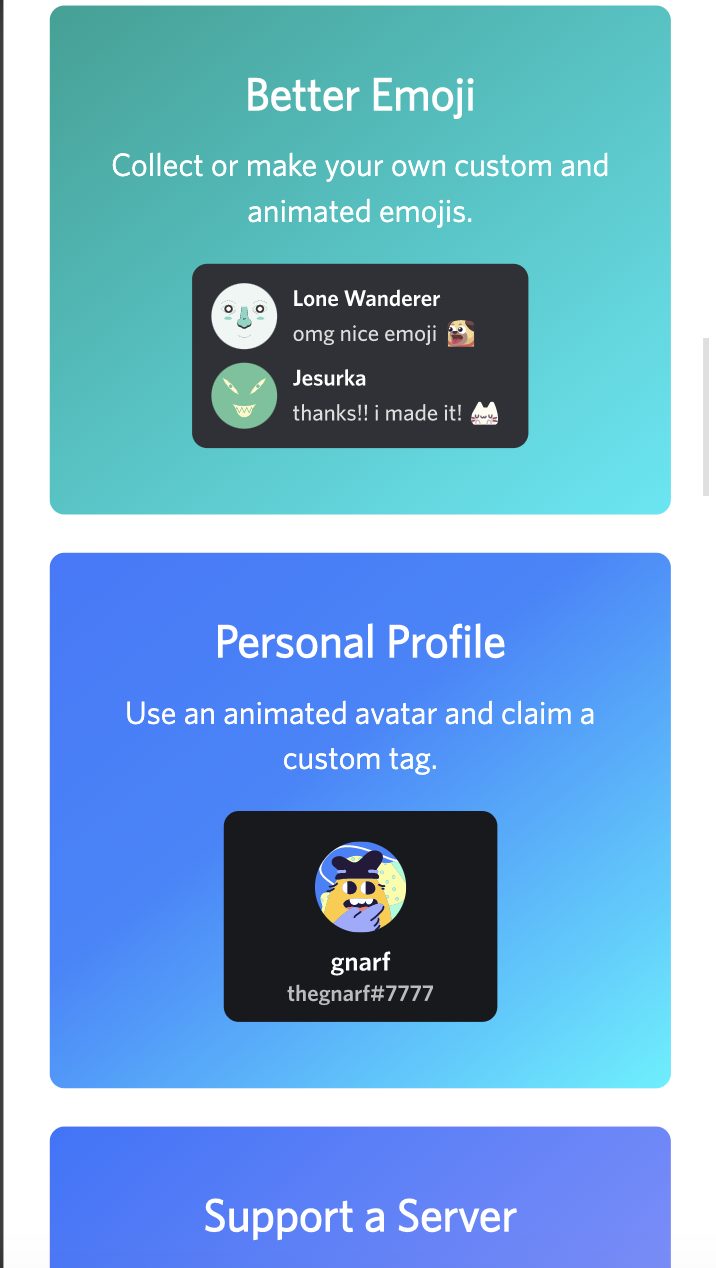 Better Emoji
Collect or make your own custom and
animated emojis.
Lone Wanderer
omg nice emoji
Jesurka
thanks!! i made it!
Personal Profile
Use an animated avatar and claim a
custom tag.
gnarf
thegnarf#7777
Support a Server